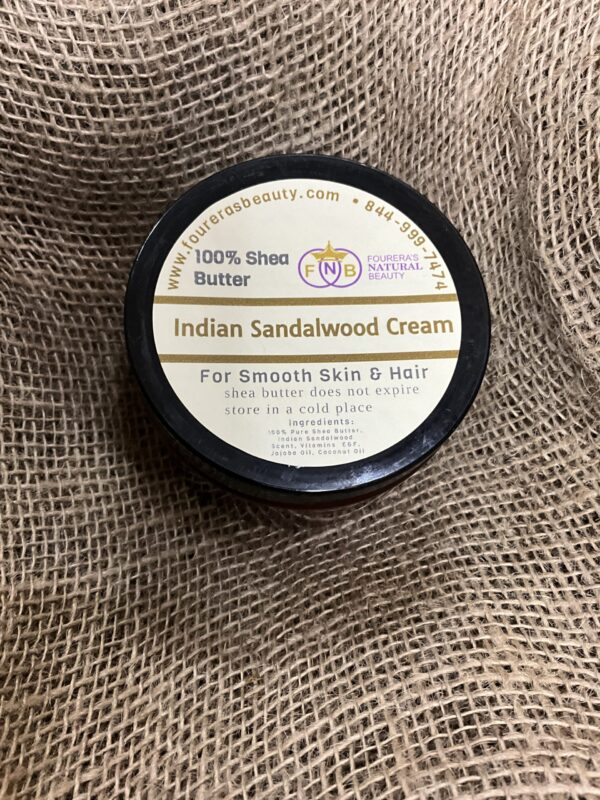 www.fourerasbeauty.com • 844-999-7474
100% Shea
Butter
FNB
FOURERA'S
NATURAL
BEAUTY
Indian Sandalwood Cream
For Smooth Skin & Hair
shea butter does not expire
store in a cold place
Ingredients:
100% Pure Shea Butter,
Indian Sandalwood
Scent, Vitamins E&F,
Jojoba Oil, Coconut Oil